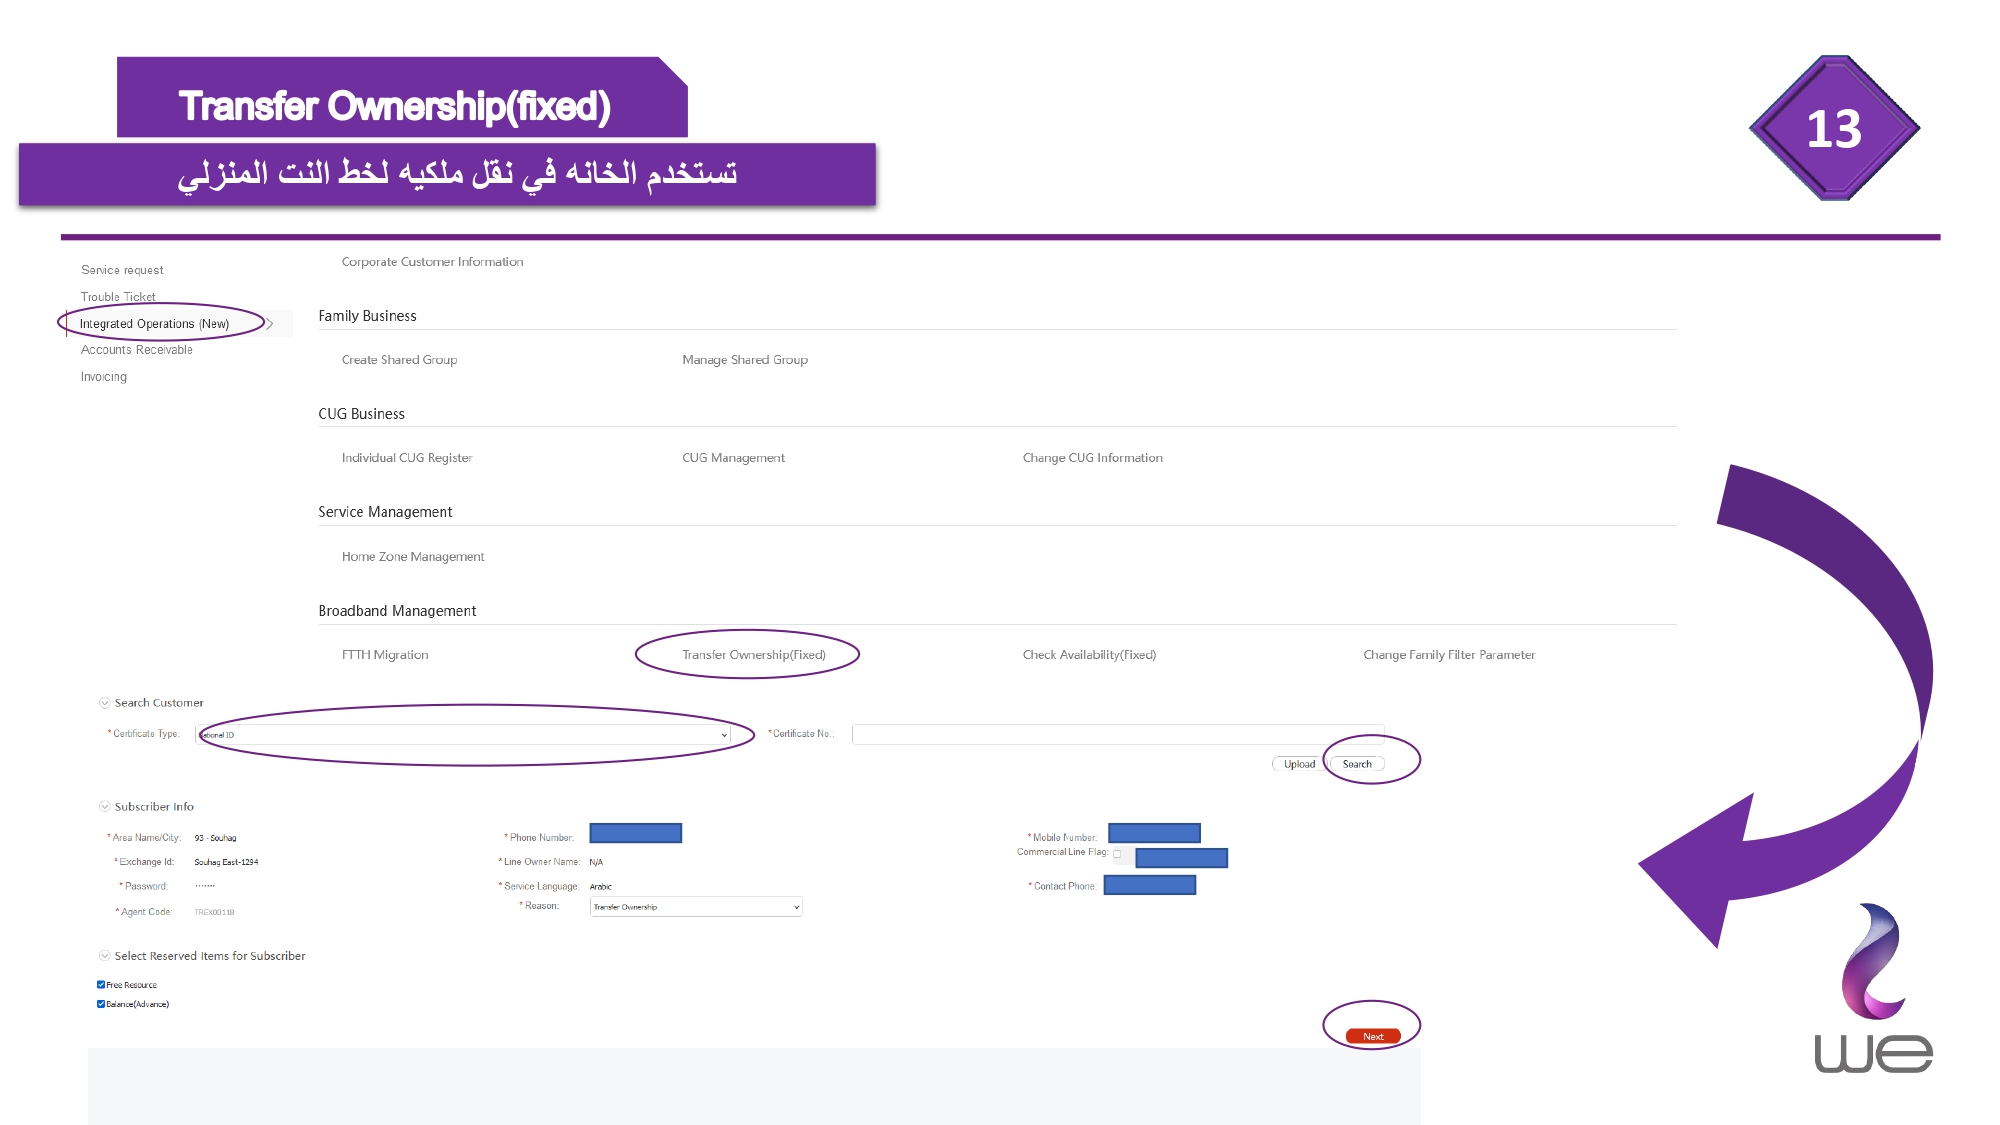 Transfer Ownership(fixed)
13
تستخدم الخانه في نقل ملكيه لخط النت المنزلي
Service request
Trouble Ticket
Integrated Operations (New)
Accounts Receivable
Invoicing
Corporate Customer Information
Family Business
Create Shared Group Manage Shared Group
CUG Business
Individual CUG Register CUG Management Change CUG Information
Service Management
Home Zone Management
Broadband Management
FTTH Migration Transfer Ownership(Fixed) Check Availability(Fixed) Change Family Filter Parameter
Search Customer
* Certificate Type: National ID * Certificate No.:
Upload Search
Subscriber Info
* Area Name/City: 93 - Souhag * Phone Number: * Mobile Number:
* Exchange Id: Souhag East-1294 * Line Owner Name: N/A Commercial Line Flag:
* Password: ······· * Service Language: Arabic * Contact Phone:
* Agent Code: TREX00118 * Reason: Transfer Ownership
Select Reserved Items for Subscriber
Free Resource
Balance(Advance)
Next
we